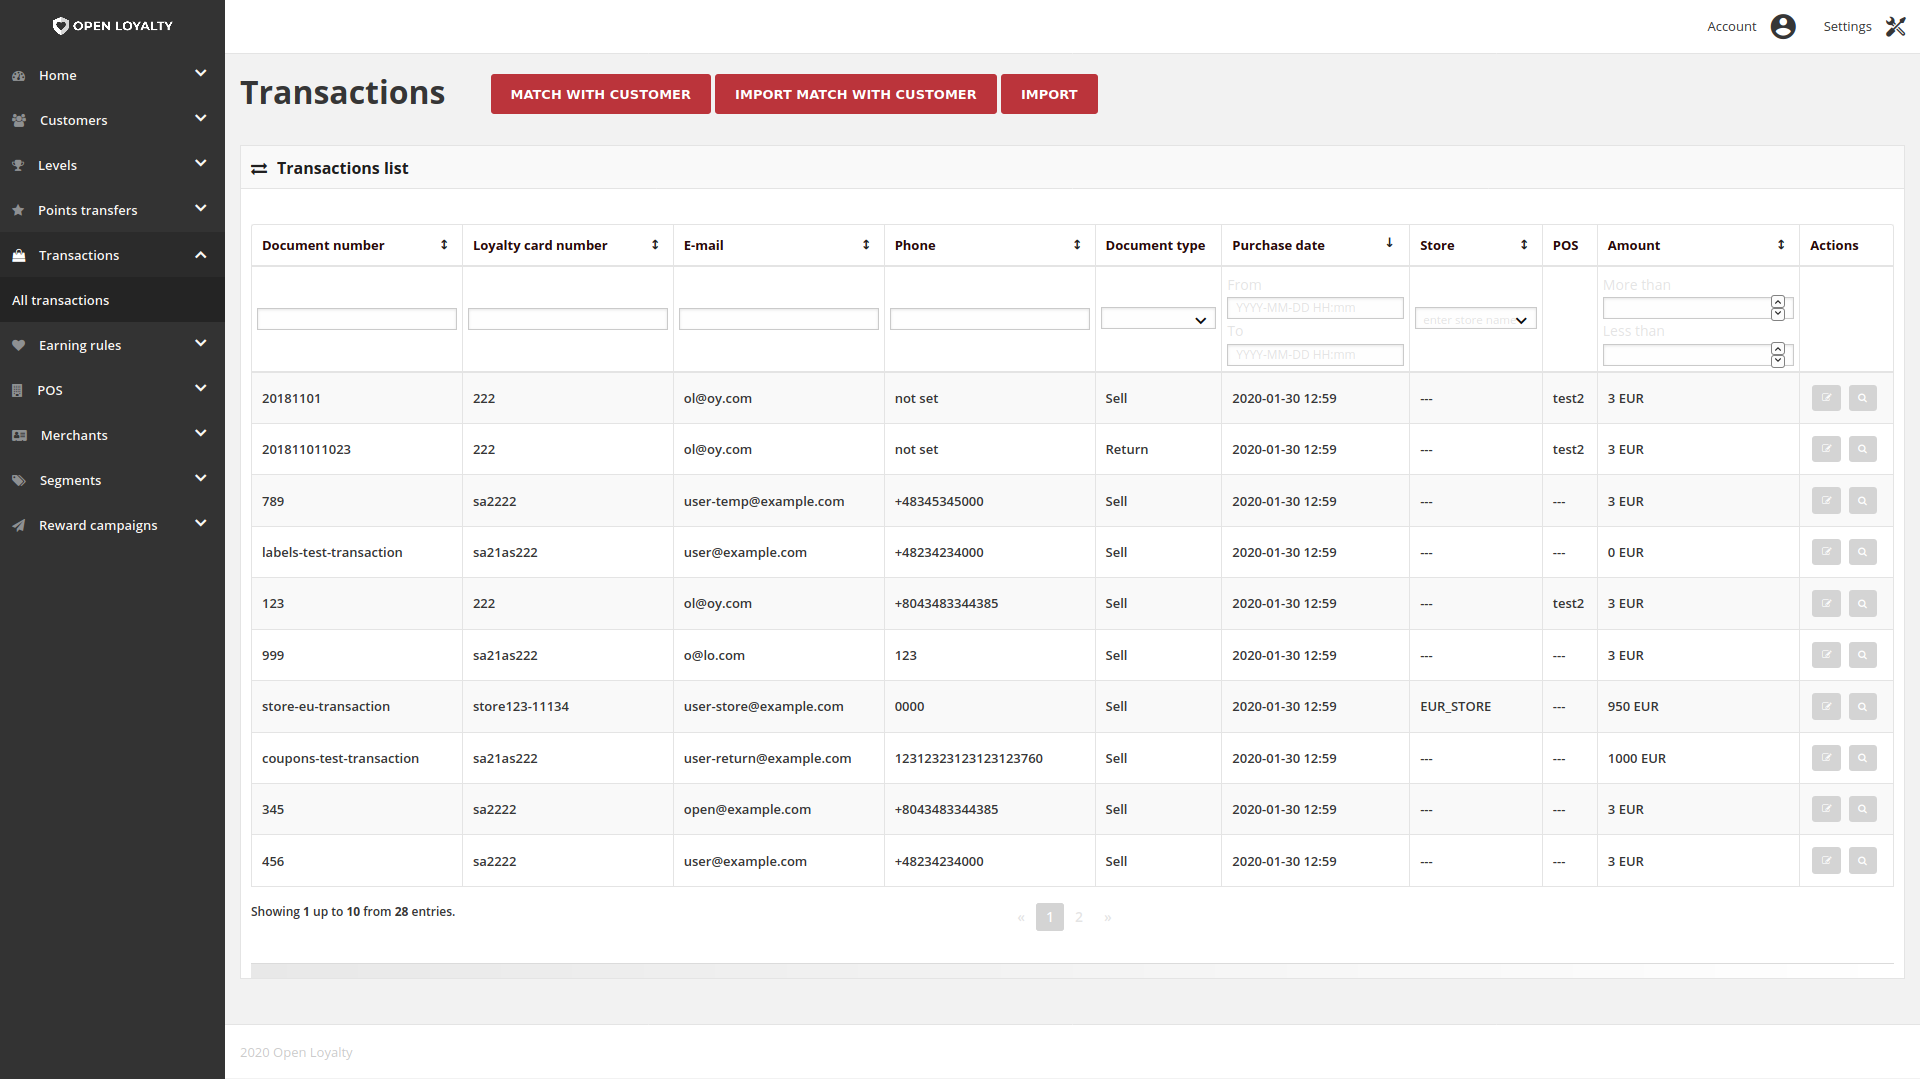 OPEN LOYALTY
Account
Settings
Home
Customers
Levels
Points transfers
Transactions
All transactions
Earning rules
POS
Merchants
Segments
Reward campaigns
Transactions
MATCH WITH CUSTOMER
IMPORT MATCH WITH CUSTOMER
IMPORT
Transactions list
Document number Loyalty card number E-mail Phone Document type Purchase date Store POS Amount Actions
From More than
YYYY-MM-DD HH:mm
enter store name
To Less than
YYYY-MM-DD HH:mm
20181101 222 ol@oy.com not set Sell 2020-01-30 12:59 --- test2 3 EUR
201811011023 222 ol@oy.com not set Return 2020-01-30 12:59 --- test2 3 EUR
789 sa2222 user-temp@example.com +48345345000 Sell 2020-01-30 12:59 --- --- 3 EUR
labels-test-transaction sa21as222 user@example.com +48234234000 Sell 2020-01-30 12:59 --- --- 0 EUR
123 222 ol@oy.com +8043483344385 Sell 2020-01-30 12:59 --- test2 3 EUR
999 sa21as222 o@lo.com 123 Sell 2020-01-30 12:59 --- --- 3 EUR
store-eu-transaction store123-11134 user-store@example.com 0000 Sell 2020-01-30 12:59 EUR_STORE --- 950 EUR
coupons-test-transaction sa21as222 user-return@example.com 12312323123123123760 Sell 2020-01-30 12:59 --- --- 1000 EUR
345 sa2222 open@example.com +8043483344385 Sell 2020-01-30 12:59 --- --- 3 EUR
456 sa2222 user@example.com +48234234000 Sell 2020-01-30 12:59 --- --- 3 EUR
Showing 1 up to 10 from 28 entries.
« 1 2 »
2020 Open Loyalty